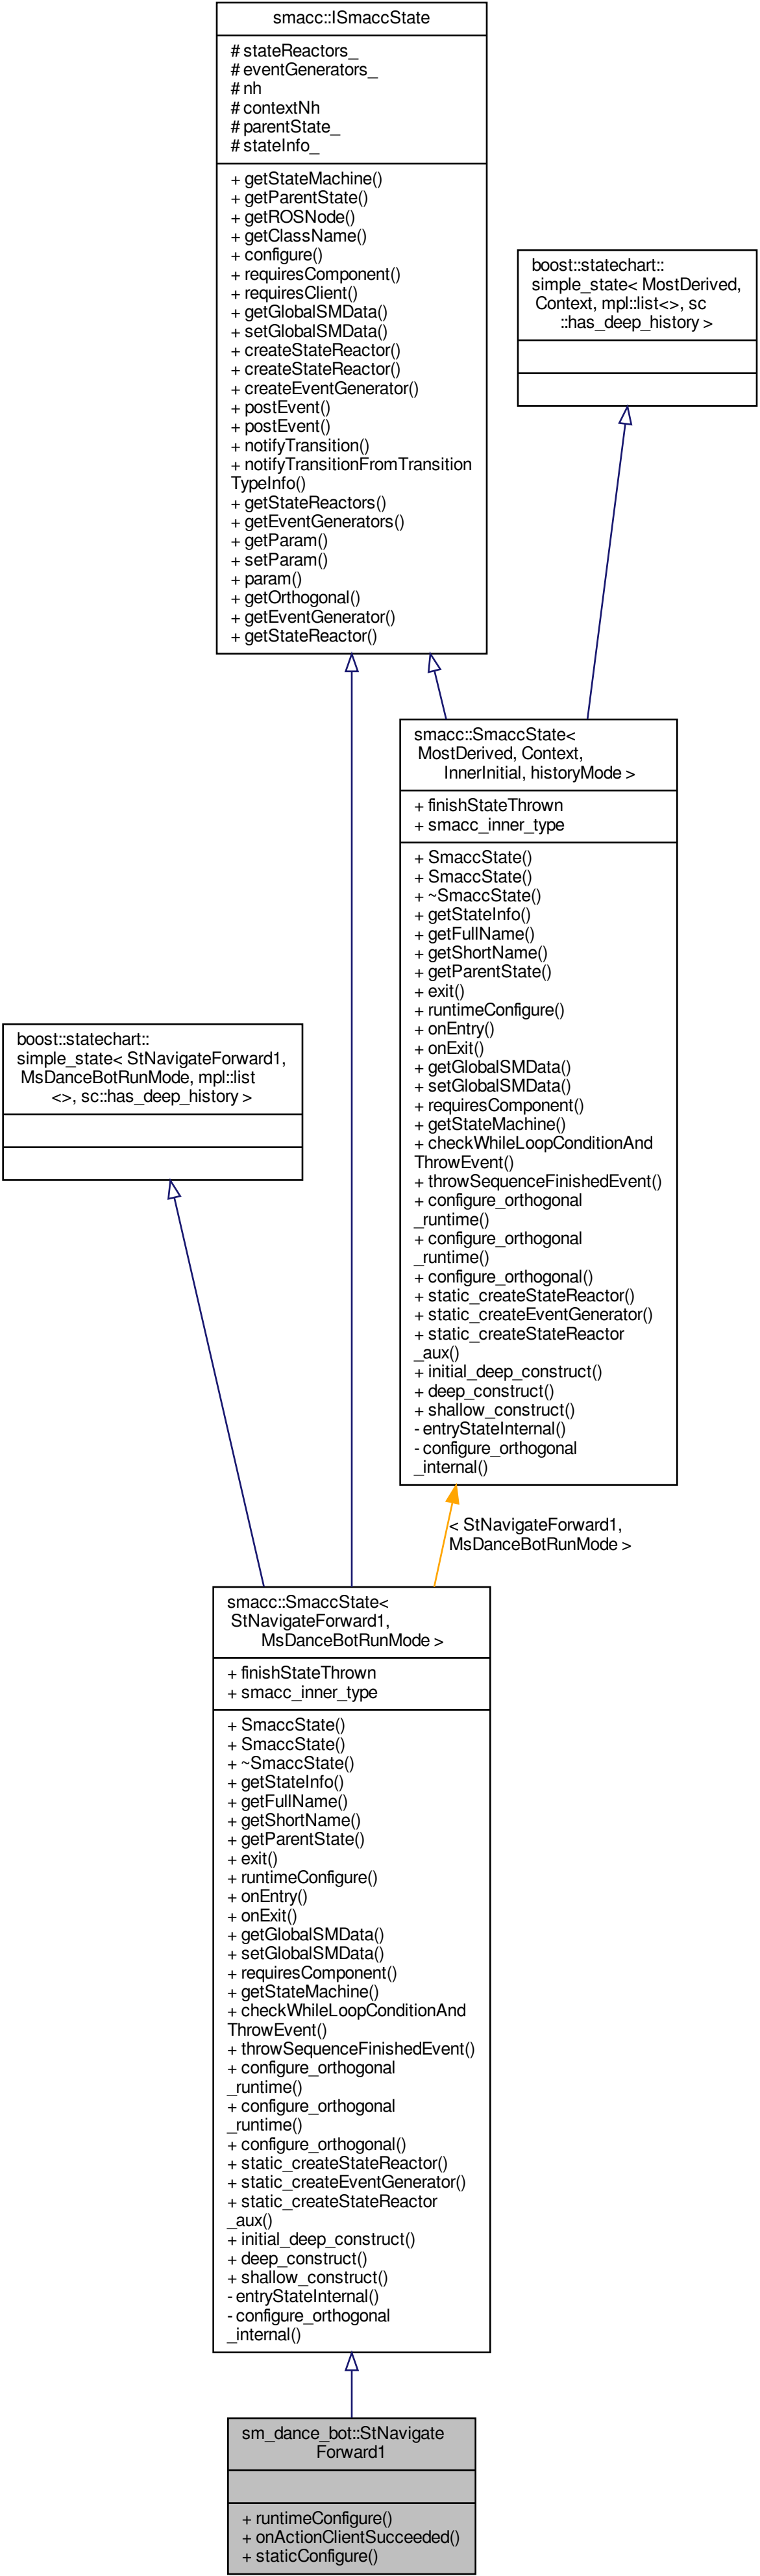 smacc::ISmaccState
# stateReactors_
# eventGenerators_
# nh
# contextNh
# parentState_
# stateInfo_
+ getStateMachine()
+ getParentState()
+ getROSNode()
+ getClassName()
+ configure()
+ requiresComponent()
+ requiresClient()
+ getGlobalSMData()
+ setGlobalSMData()
+ createStateReactor()
+ createStateReactor()
+ createEventGenerator()
+ postEvent()
+ postEvent()
+ notifyTransition()
+ notifyTransitionFromTransition
TypeInfo()
+ getStateReactors()
+ getEventGenerators()
+ getParam()
+ setParam()
+ param()
+ getOrthogonal()
+ getEventGenerator()
+ getStateReactor()
boost::statechart::
simple_state< MostDerived,
Context, mpl::list<>, sc
::has_deep_history >
smacc::SmaccState<
MostDerived, Context,
InnerInitial, historyMode >
+ finishStateThrown
+ smacc_inner_type
+ SmaccState()
+ SmaccState()
+ ~SmaccState()
+ getStateInfo()
+ getFullName()
+ getShortName()
+ getParentState()
+ exit()
+ runtimeConfigure()
+ onEntry()
+ onExit()
+ getGlobalSMData()
+ setGlobalSMData()
+ requiresComponent()
+ getStateMachine()
+ checkWhileLoopConditionAnd
ThrowEvent()
+ throwSequenceFinishedEvent()
+ configure_orthogonal
_runtime()
+ configure_orthogonal
_runtime()
+ configure_orthogonal()
+ static_createStateReactor()
+ static_createEventGenerator()
+ static_createStateReactor
_aux()
+ initial_deep_construct()
+ deep_construct()
+ shallow_construct()
- entryStateInternal()
- configure_orthogonal
_internal()
boost::statechart::
simple_state< StNavigateForward1,
MsDanceBotRunMode, mpl::list
<>, sc::has_deep_history >
< StNavigateForward1,
MsDanceBotRunMode >
smacc::SmaccState<
StNavigateForward1,
MsDanceBotRunMode >
+ finishStateThrown
+ smacc_inner_type
+ SmaccState()
+ SmaccState()
+ ~SmaccState()
+ getStateInfo()
+ getFullName()
+ getShortName()
+ getParentState()
+ exit()
+ runtimeConfigure()
+ onEntry()
+ onExit()
+ getGlobalSMData()
+ setGlobalSMData()
+ requiresComponent()
+ getStateMachine()
+ checkWhileLoopConditionAnd
ThrowEvent()
+ throwSequenceFinishedEvent()
+ configure_orthogonal
_runtime()
+ configure_orthogonal
_runtime()
+ configure_orthogonal()
+ static_createStateReactor()
+ static_createEventGenerator()
+ static_createStateReactor
_aux()
+ initial_deep_construct()
+ deep_construct()
+ shallow_construct()
- entryStateInternal()
- configure_orthogonal
_internal()
sm_dance_bot::StNavigate
Forward1
+ runtimeConfigure()
+ onActionClientSucceeded()
+ staticConfigure()